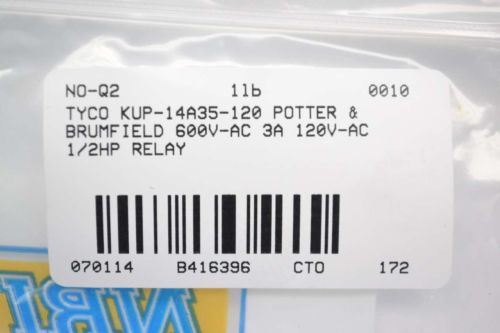 NO-Q2 1lb 0010
TYCO KUP-14A35-120 POTTER &
BRUMFIELD 600V-AC 3A 120V-AC
1/2HP RELAY
070114 B416396 CTO 172
NBI